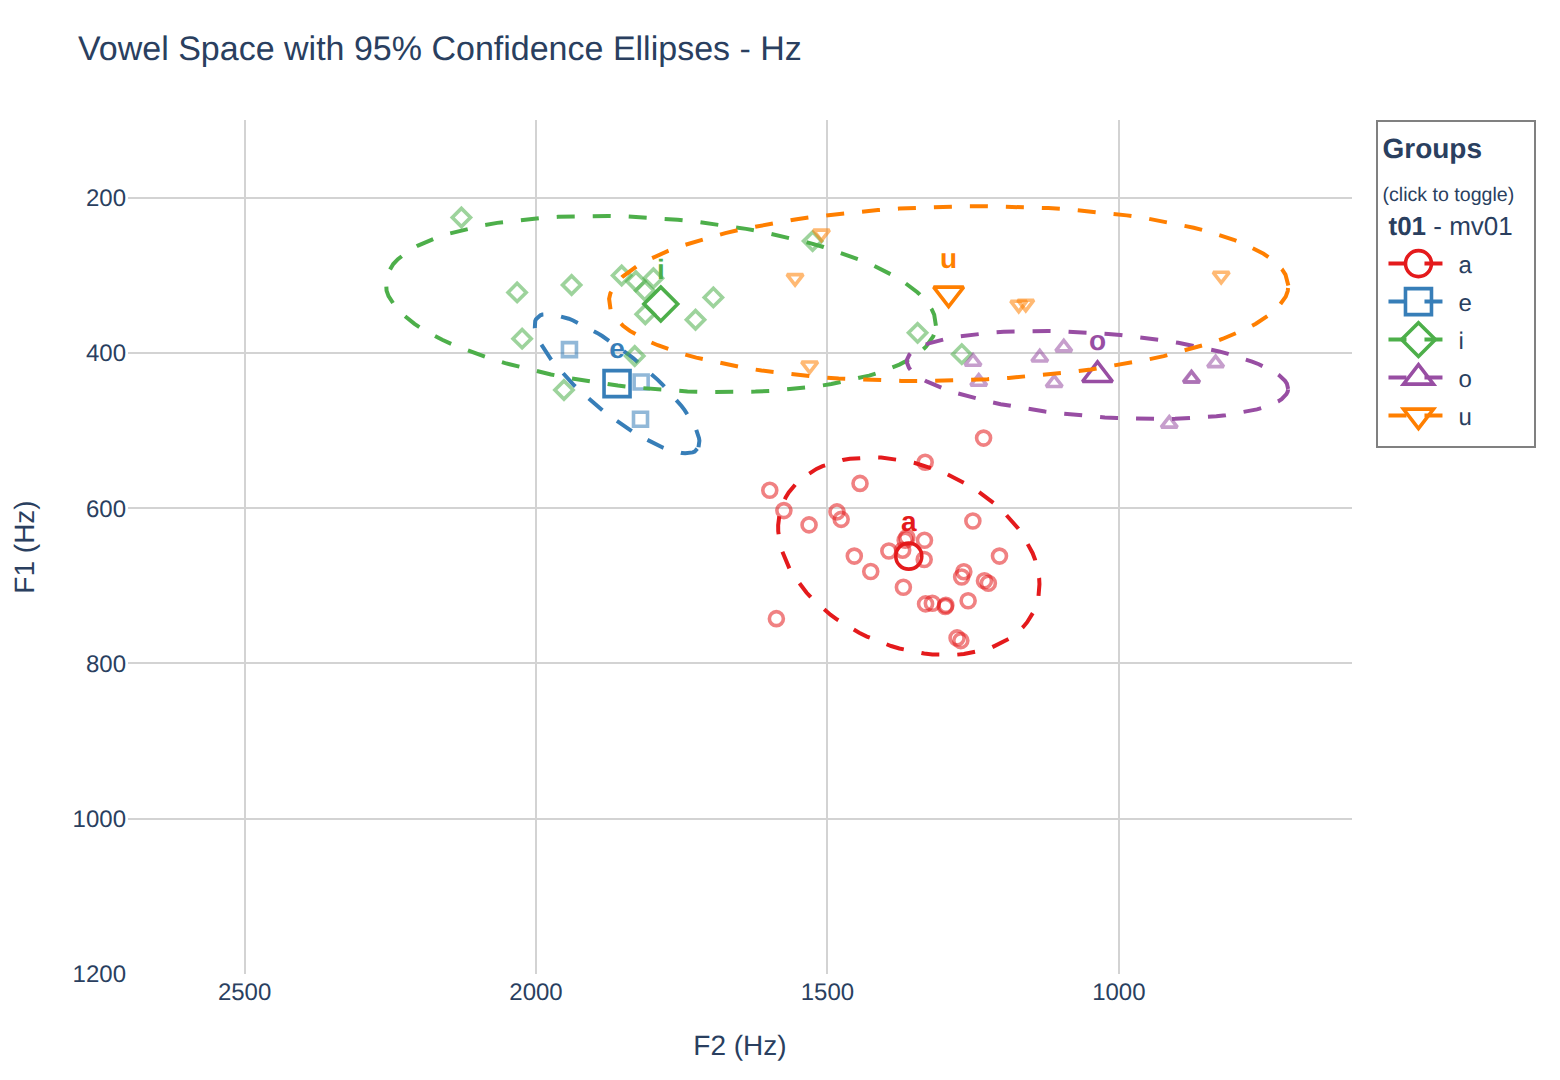 Vowel Space with 95% Confidence Ellipses - Hz
Groups
(click to toggle)
t01 - mv01
a
e
i
o
u
200
400
600
800
1000
1200
F1 (Hz)
2500
2000
1500
1000
F2 (Hz)
i
u
e
o
a